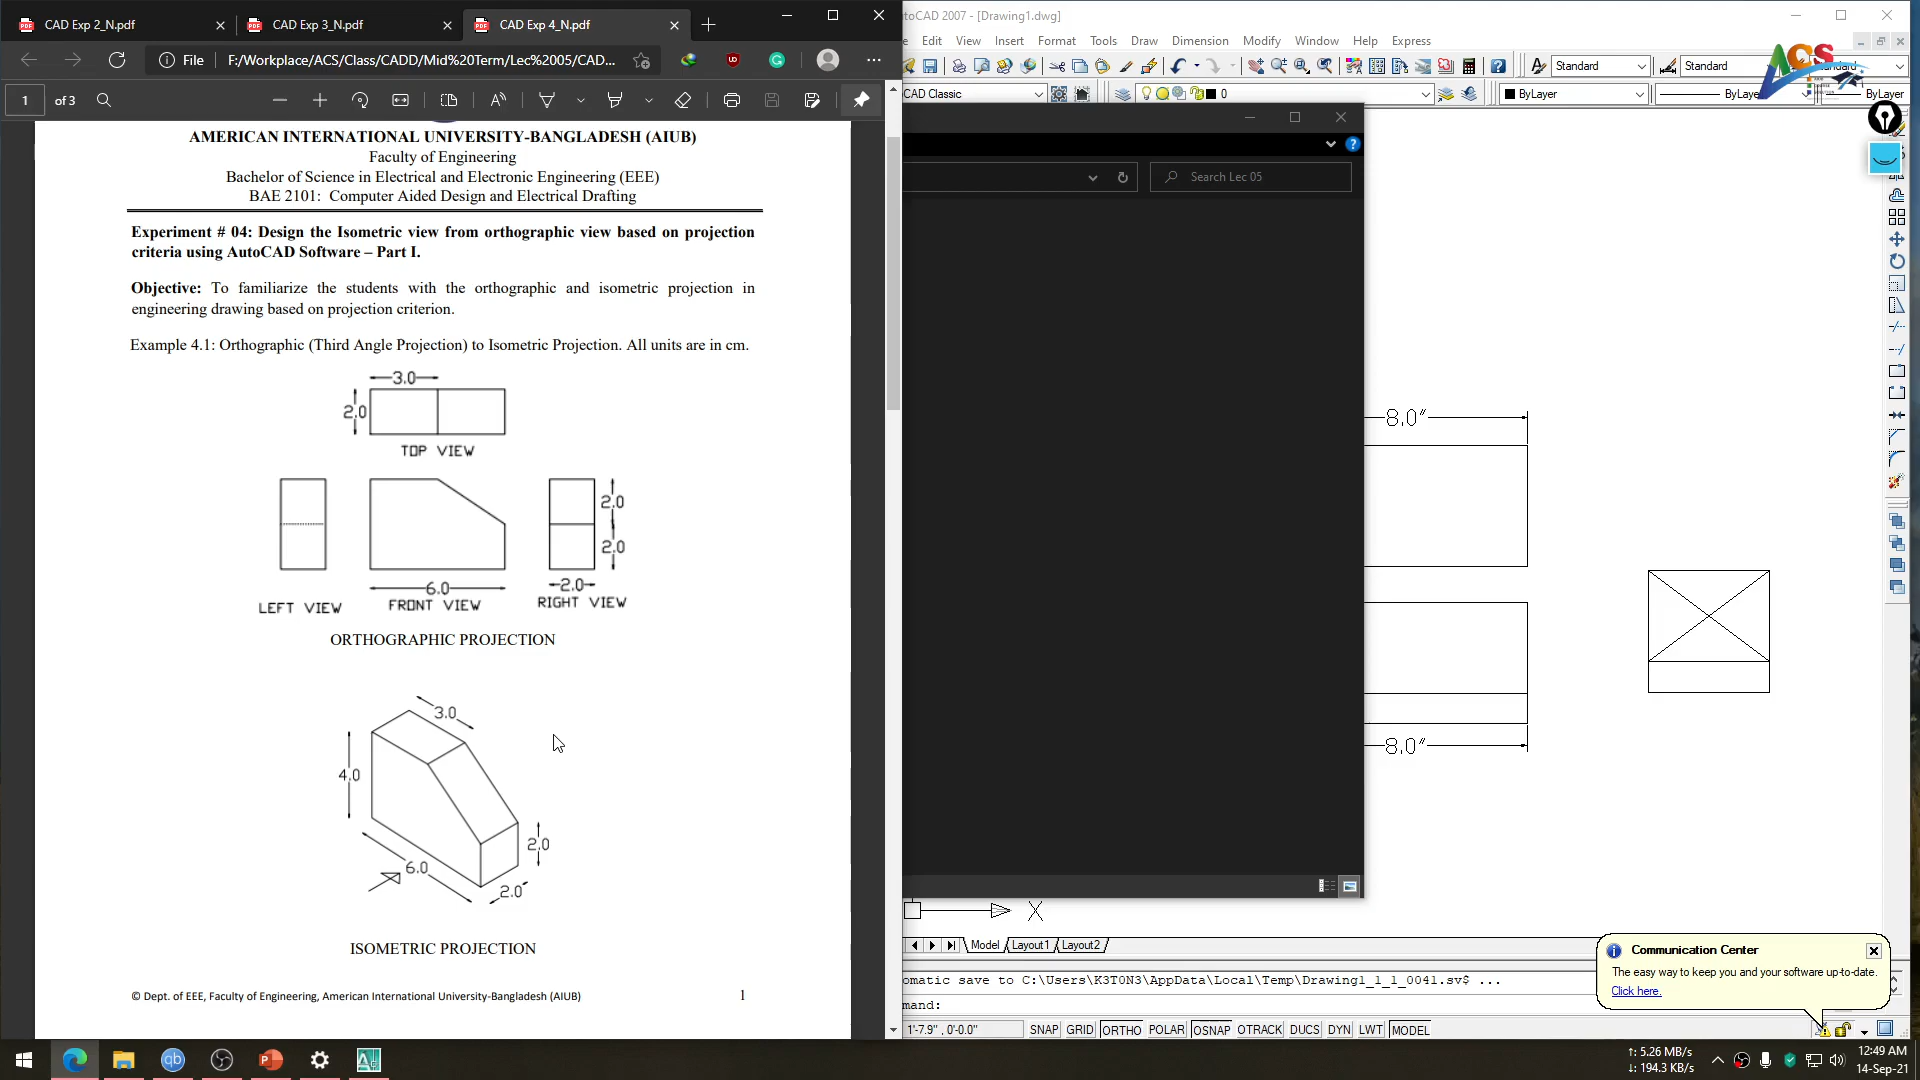 CAD Exp 2_N.pdf
CAD Exp 3_N.pdf
CAD Exp 4_N.pdf
File
F:/Workplace/ACS/Class/CADD/Mid%20Term/Lec%2005/CAD...
1 of 3
AMERICAN INTERNATIONAL UNIVERSITY-BANGLADESH (AIUB)
Faculty of Engineering
Bachelor of Science in Electrical and Electronic Engineering (EEE)
BAE 2101: Computer Aided Design and Electrical Drafting
Experiment # 04: Design the Isometric view from orthographic view based on projection
criteria using AutoCAD Software – Part I.
Objective: To familiarize the students with the orthographic and isometric projection in
engineering drawing based on projection criterion.
Example 4.1: Orthographic (Third Angle Projection) to Isometric Projection. All units are in cm.
3.0
2.0
TOP VIEW
2.0
2.0
6.0
2.0
LEFT VIEW
FRONT VIEW
RIGHT VIEW
ORTHOGRAPHIC PROJECTION
3.0
4.0
2.0
6.0
2.0
ISOMETRIC PROJECTION
© Dept. of EEE, Faculty of Engineering, American International University-Bangladesh (AIUB)
1
toCAD 2007 - [Drawing1.dwg]
Edit View Insert Format Tools Draw Dimension Modify Window Help Express
Standard
Standard
Standard
CAD Classic
0
ByLayer
ByLaye
ByLayer
ACS
Search Lec 05
8.0"
8.0"
X
Model Layout1 Layout2
omatic save to C:\Users\K3T0N3\AppData\Local\Temp\Drawing1_1_1_0041.sv$ ...
mand:
1'-7.9" , 0'-0.0"
SNAP GRID ORTHO POLAR OSNAP OTRACK DUCS DYN LWT MODEL
Communication Center
The easy way to keep you and your software up-to-date.
Click here.
↑: 5.26 MB/s
↓: 194.3 KB/s
12:49 AM
14-Sep-21